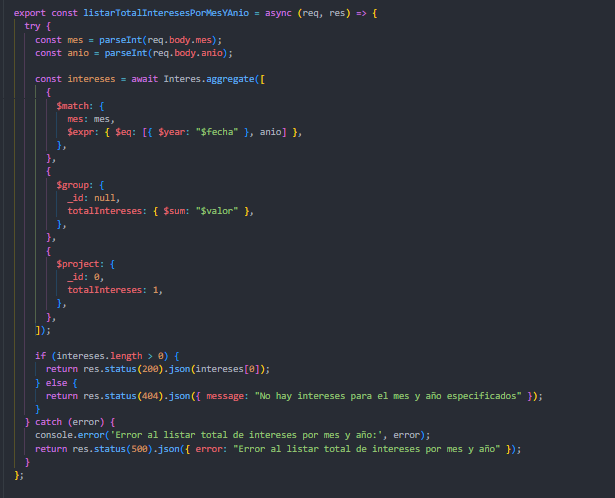 export const listarTotalInteresesPorMesYAnio = async (req, res) => {
  try {
    const mes = parseInt(req.body.mes);
    const anio = parseInt(req.body.anio);

    const intereses = await Interes.aggregate([
      {
        $match: {
          mes: mes,
          $expr: { $eq: [{ $year: "$fecha" }, anio] },
        },
      },
      {
        $group: {
          _id: null,
          totalIntereses: { $sum: "$valor" },
        },
      },
      {
        $project: {
          _id: 0,
          totalIntereses: 1,
        },
      },
    ]);

    if (intereses.length > 0) {
      return res.status(200).json(intereses[0]);
    } else {
      return res.status(404).json({ message: "No hay intereses para el mes y año especificados" });
    }
  } catch (error) {
    console.error('Error al listar total de intereses por mes y año:', error);
    return res.status(500).json({ error: "Error al listar total de intereses por mes y año" });
  }
};